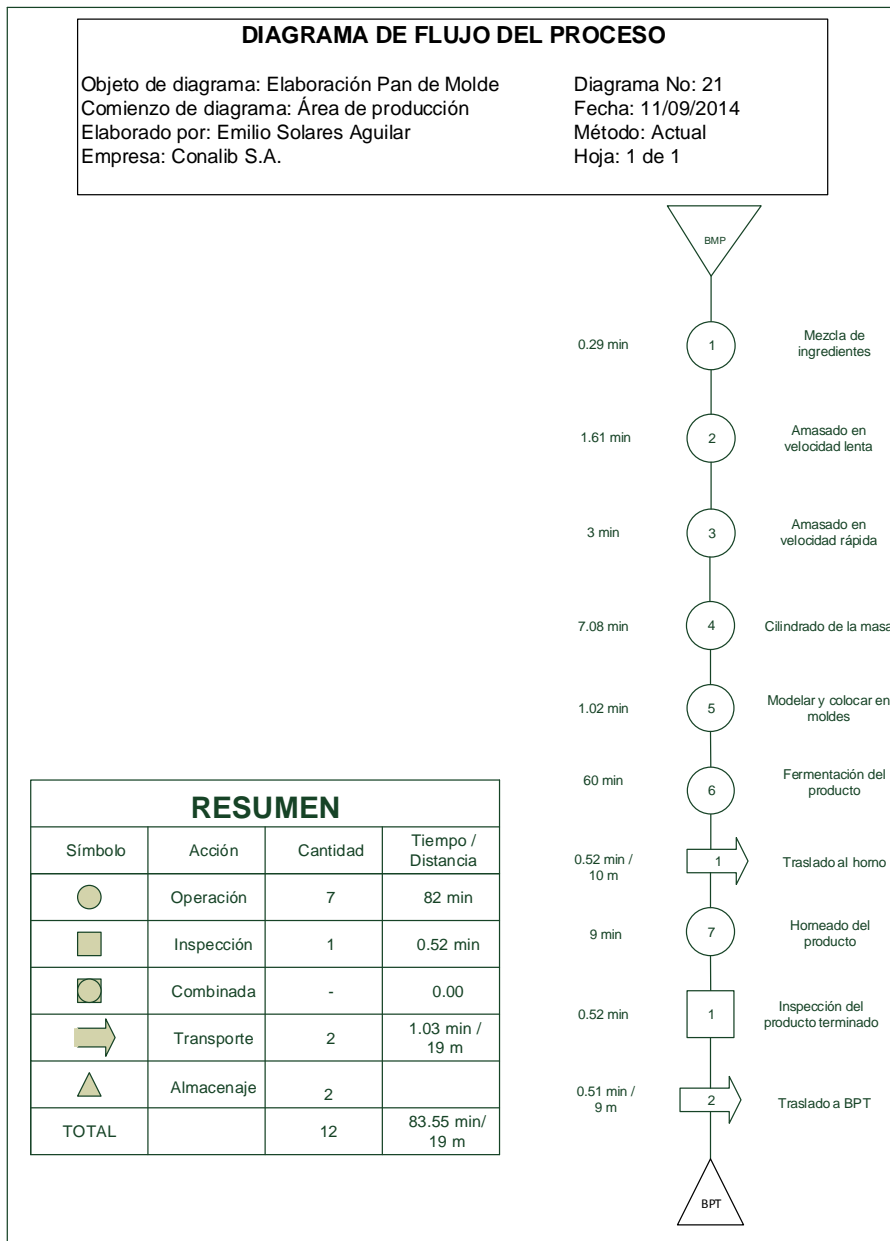 DIAGRAMA DE FLUJO DEL PROCESO
Objeto de diagrama: Elaboración Pan de Molde
Comienzo de diagrama: Área de producción
Elaborado por: Emilio Solares Aguilar
Empresa: Conalib S.A.
Diagrama No: 21
Fecha: 11/09/2014
Método: Actual
Hoja: 1 de 1
BMP
0.29 min
1
Mezcla de
ingredientes
1.61 min
2
Amasado en
velocidad lenta
3 min
3
Amasado en
velocidad rápida
7.08 min
4
Cilindrado de la masa
1.02 min
5
Modelar y colocar en
moldes
60 min
6
Fermentación del
producto
0.52 min /
10 m
1
Traslado al horno
9 min
7
Horneado del
producto
0.52 min
1
Inspección del
producto terminado
0.51 min /
9 m
2
Traslado a BPT
BPT
RESUMEN
Símbolo Acción Cantidad Tiempo /
Distancia
Operación 7 82 min
Inspección 1 0.52 min
Combinada - 0.00
Transporte 2 1.03 min /
19 m
Almacenaje 2
TOTAL 12 83.55 min/
19 m